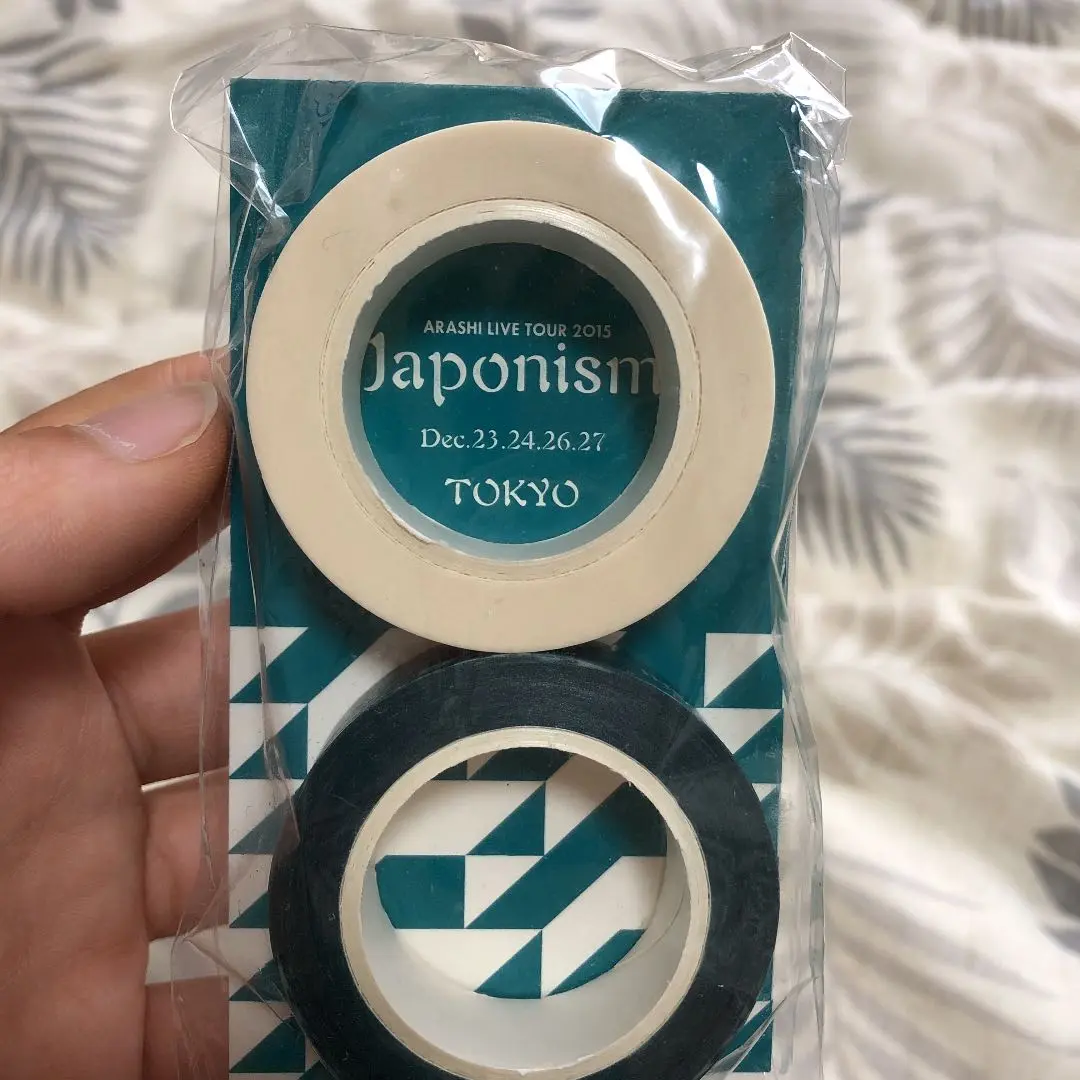 ARASHI LIVE TOUR 2015
Japonism
Dec.23.24.26.27
TOKYO